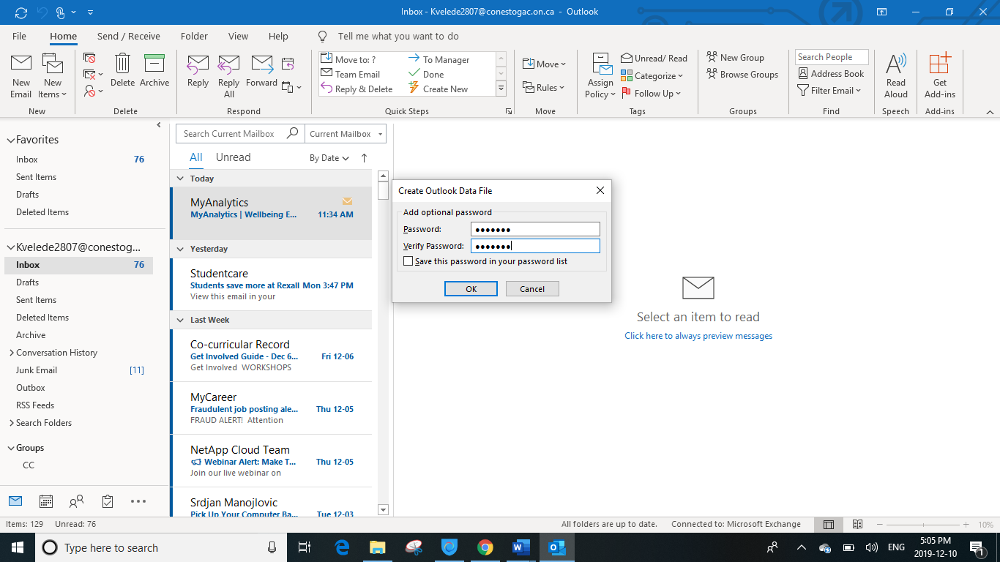 Inbox - Kvelede2807@conestogac.on.ca - Outlook
File Home Send / Receive Folder View Help Tell me what you want to do
New Email
New Items
New
Delete
Archive
Delete
Reply
Reply All
Forward
Respond
Move to: ?
Team Email
Reply & Delete
To Manager
Done
Create New
Quick Steps
Move
Rules
Move
Assign Policy
Unread/ Read
Categorize
Follow Up
Tags
New Group
Browse Groups
Groups
Search People
Address Book
Filter Email
Find
Read Aloud
Speech
Get Add-ins
Add-ins
Favorites
Inbox 76
Sent Items
Drafts
Deleted Items
Kvelede2807@conestog...
Inbox 76
Drafts
Sent Items
Deleted Items
Archive
Conversation History
Junk Email [11]
Outbox
RSS Feeds
Search Folders
Groups
CC
Search Current Mailbox Current Mailbox
All Unread By Date
Today
MyAnalytics
MyAnalytics | Wellbeing E... 11:34 AM
Yesterday
Studentcare
Students save more at Rexall Mon 3:47 PM
View this email in your
Last Week
Co-curricular Record
Get Involved Guide - Dec 6... Fri 12-06
Get Involved WORKSHOPS
MyCareer
Fraudulent job posting ale... Thu 12-05
FRAUD ALERT! Attention
NetApp Cloud Team
Webinar Alert: Make T... Thu 12-05
Join our live webinar on
Srdjan Manojlovic
Pick Up Your Computer Ba... Tue 12-03
Create Outlook Data File
Add optional password
Password: •••••••
Verify Password: •••••••
Save this password in your password list
OK Cancel
Select an item to read
Click here to always preview messages
Items: 129 Unread: 76 All folders are up to date. Connected to: Microsoft Exchange 10%
Type here to search
ENG
5:05 PM
2019-12-10
1